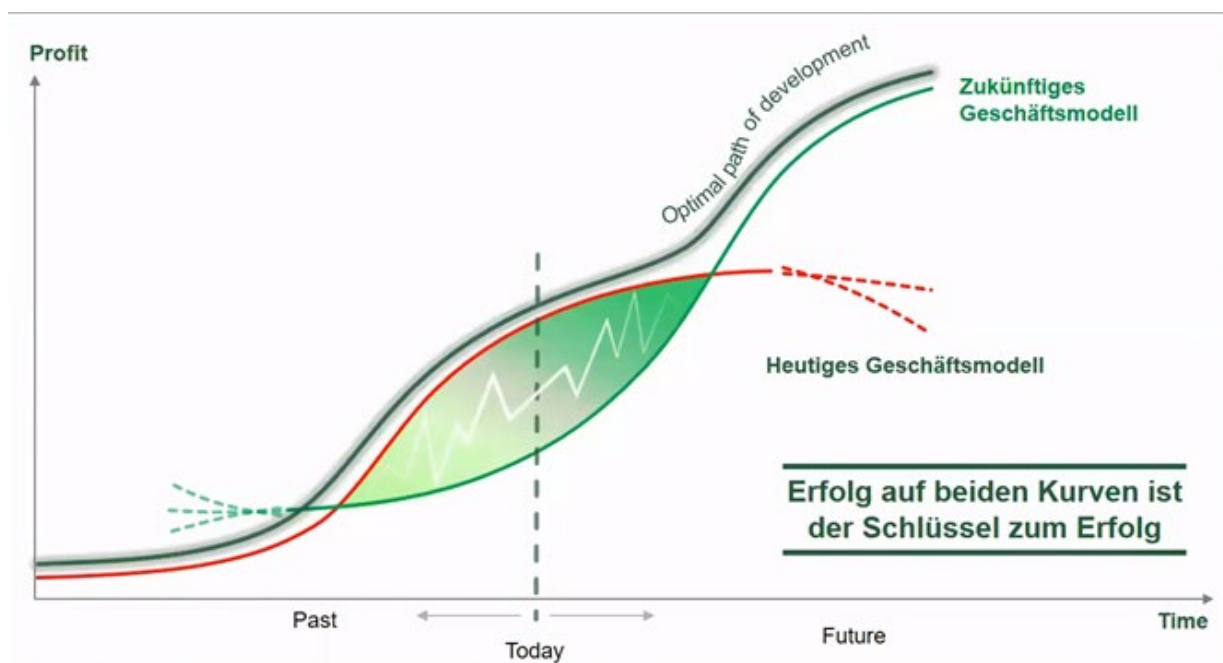 Profit
Optimal path of development
Zukünftiges
Geschäftsmodell
Heutiges Geschäftsmodell
Erfolg auf beiden Kurven ist
der Schlüssel zum Erfolg
Past
Today
Future
Time